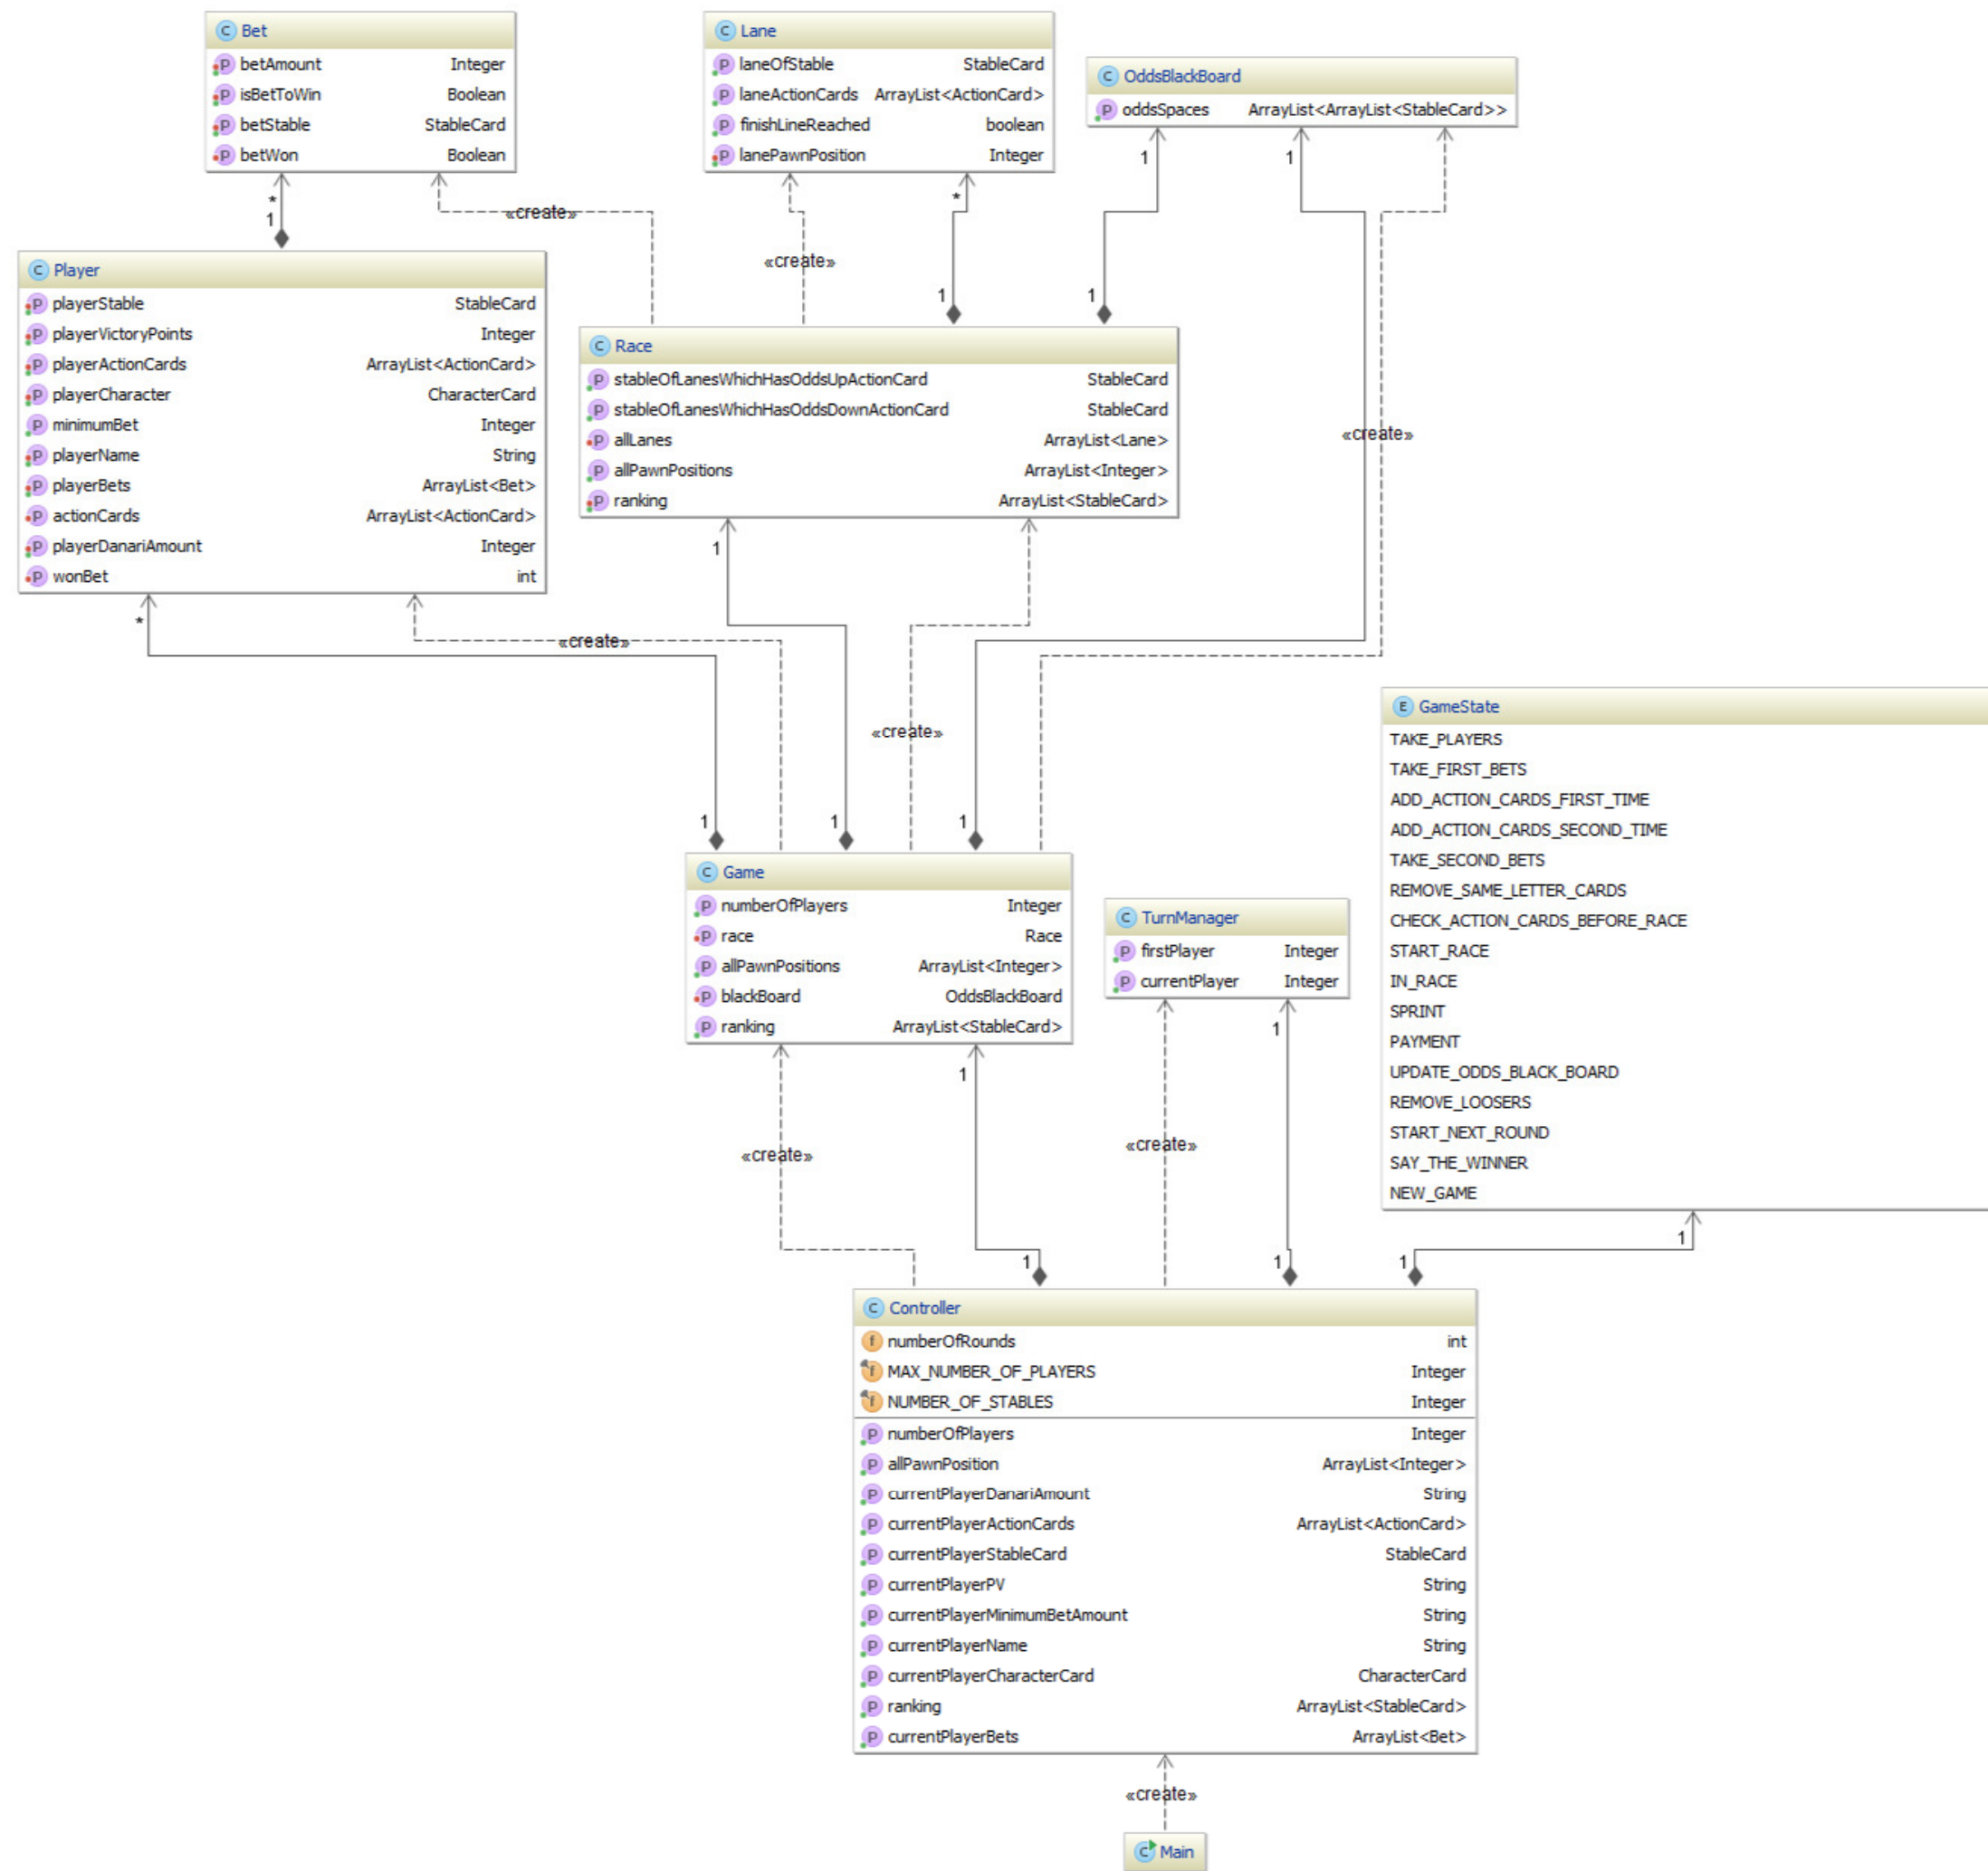 Bet
betAmount Integer
isBetToWin Boolean
betStable StableCard
betWon Boolean
Lane
laneOfStable StableCard
laneActionCards ArrayList<ActionCard>
finishLineReached boolean
lanePawnPosition Integer
OddsBlackBoard
oddsSpaces ArrayList<ArrayList<StableCard>>
*
1
«create»
«create»
*
1
1
1
1
«create»
Player
playerStable StableCard
playerVictoryPoints Integer
playerActionCards ArrayList<ActionCard>
playerCharacter CharacterCard
minimumBet Integer
playerName String
playerBets ArrayList<Bet>
actionCards ArrayList<ActionCard>
playerDanariAmount Integer
wonBet int
Race
stableOfLanesWhichHasOddsUpActionCard StableCard
stableOfLanesWhichHasOddsDownActionCard StableCard
allLanes ArrayList<Lane>
allPawnPositions ArrayList<Integer>
ranking ArrayList<StableCard>
*
«create»
1
«create»
1
1
1
GameState
TAKE_PLAYERS
TAKE_FIRST_BETS
ADD_ACTION_CARDS_FIRST_TIME
ADD_ACTION_CARDS_SECOND_TIME
TAKE_SECOND_BETS
REMOVE_SAME_LETTER_CARDS
CHECK_ACTION_CARDS_BEFORE_RACE
START_RACE
IN_RACE
SPRINT
PAYMENT
UPDATE_ODDS_BLACK_BOARD
REMOVE_LOOSERS
START_NEXT_ROUND
SAY_THE_WINNER
NEW_GAME
Game
numberOfPlayers Integer
race Race
allPawnPositions ArrayList<Integer>
blackBoard OddsBlackBoard
ranking ArrayList<StableCard>
TurnManager
firstPlayer Integer
currentPlayer Integer
«create»
1
1
«create»
1
1
1
1
Controller
numberOfRounds int
MAX_NUMBER_OF_PLAYERS Integer
NUMBER_OF_STABLES Integer
numberOfPlayers Integer
allPawnPosition ArrayList<Integer>
currentPlayerDanariAmount String
currentPlayerActionCards ArrayList<ActionCard>
currentPlayerStableCard StableCard
currentPlayerPV String
currentPlayerMinimumBetAmount String
currentPlayerName String
currentPlayerCharacterCard CharacterCard
ranking ArrayList<StableCard>
currentPlayerBets ArrayList<Bet>
«create»
Main